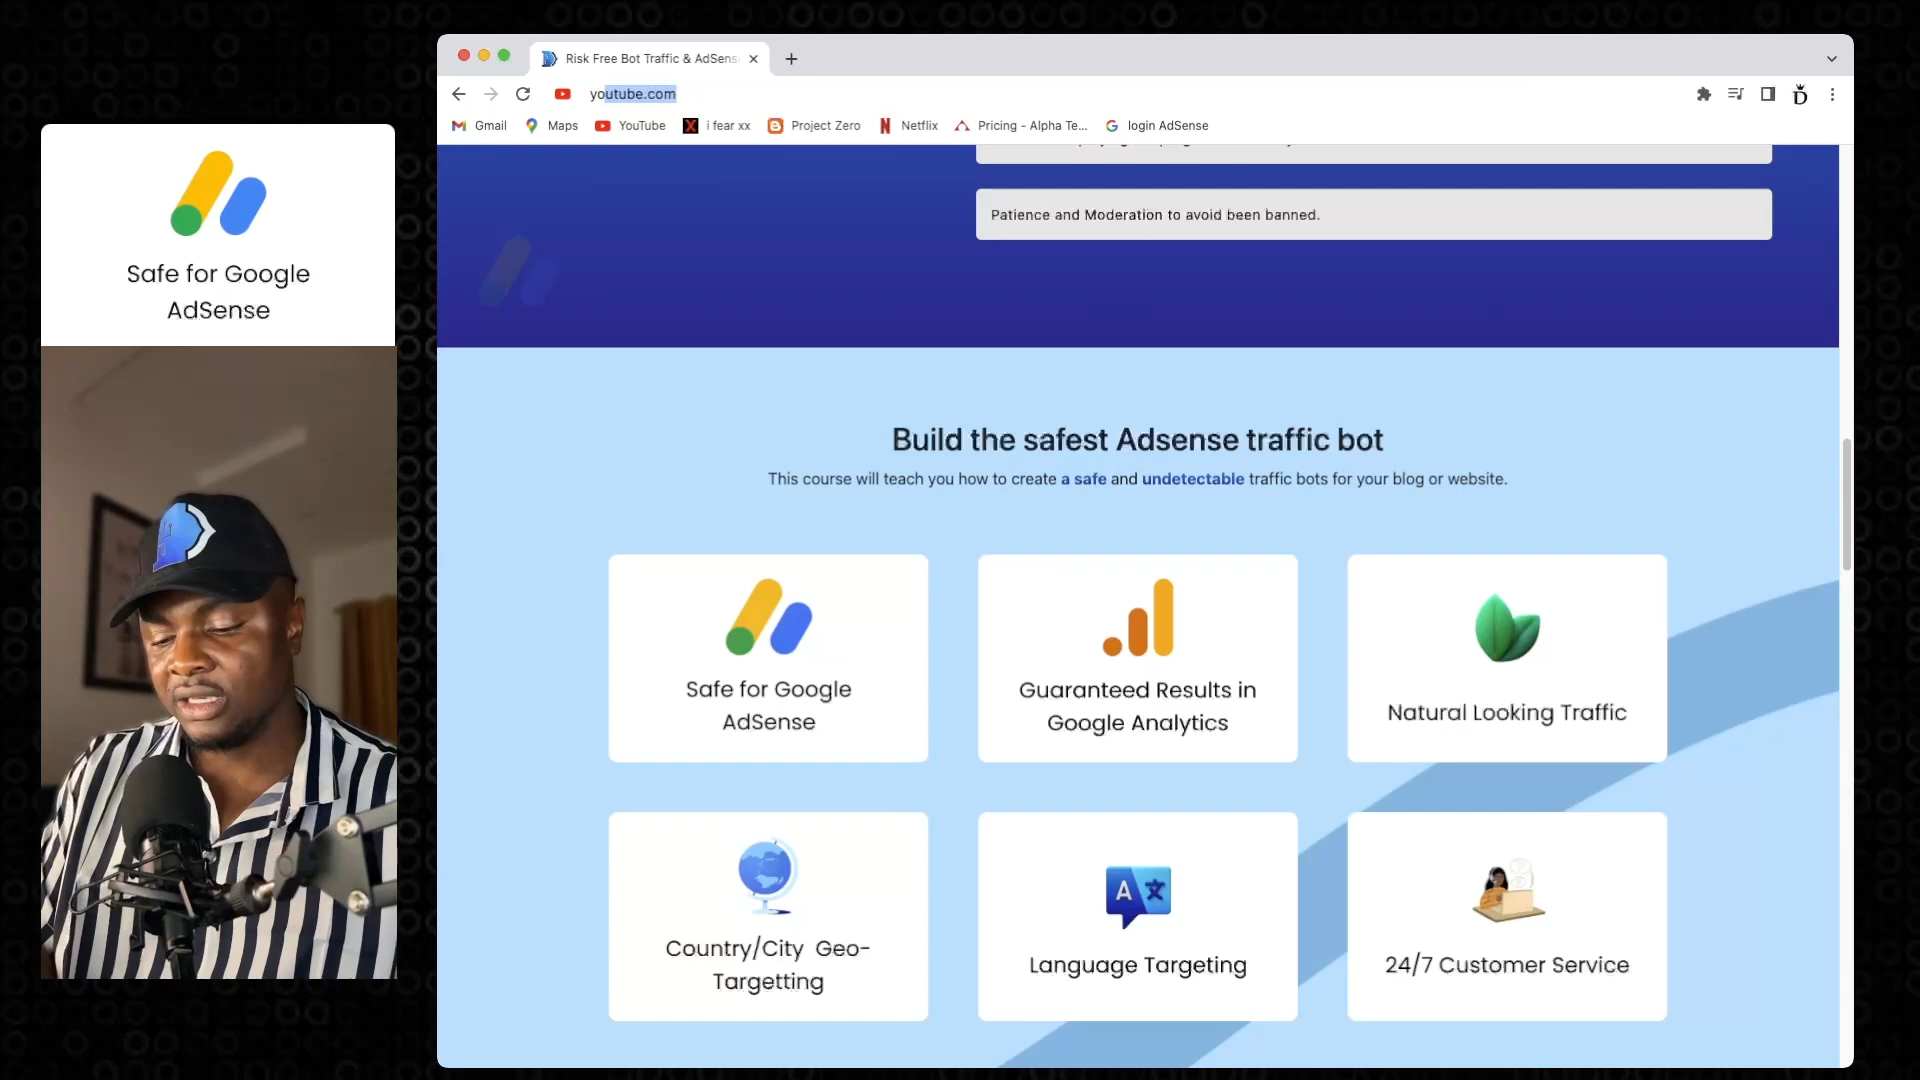 Safe for Google
AdSense
Risk Free Bot Traffic & AdSens
youtube.com
Gmail
Maps
YouTube
i fear xx
Project Zero
Netflix
Pricing - Alpha Te...
login AdSense
Patience and Moderation to avoid been banned.
Build the safest Adsense traffic bot
This course will teach you how to create a safe and undetectable traffic bots for your blog or website.
Safe for Google
AdSense
Guaranteed Results in
Google Analytics
Natural Looking Traffic
Country/City Geo-
Targetting
Language Targeting
24/7 Customer Service